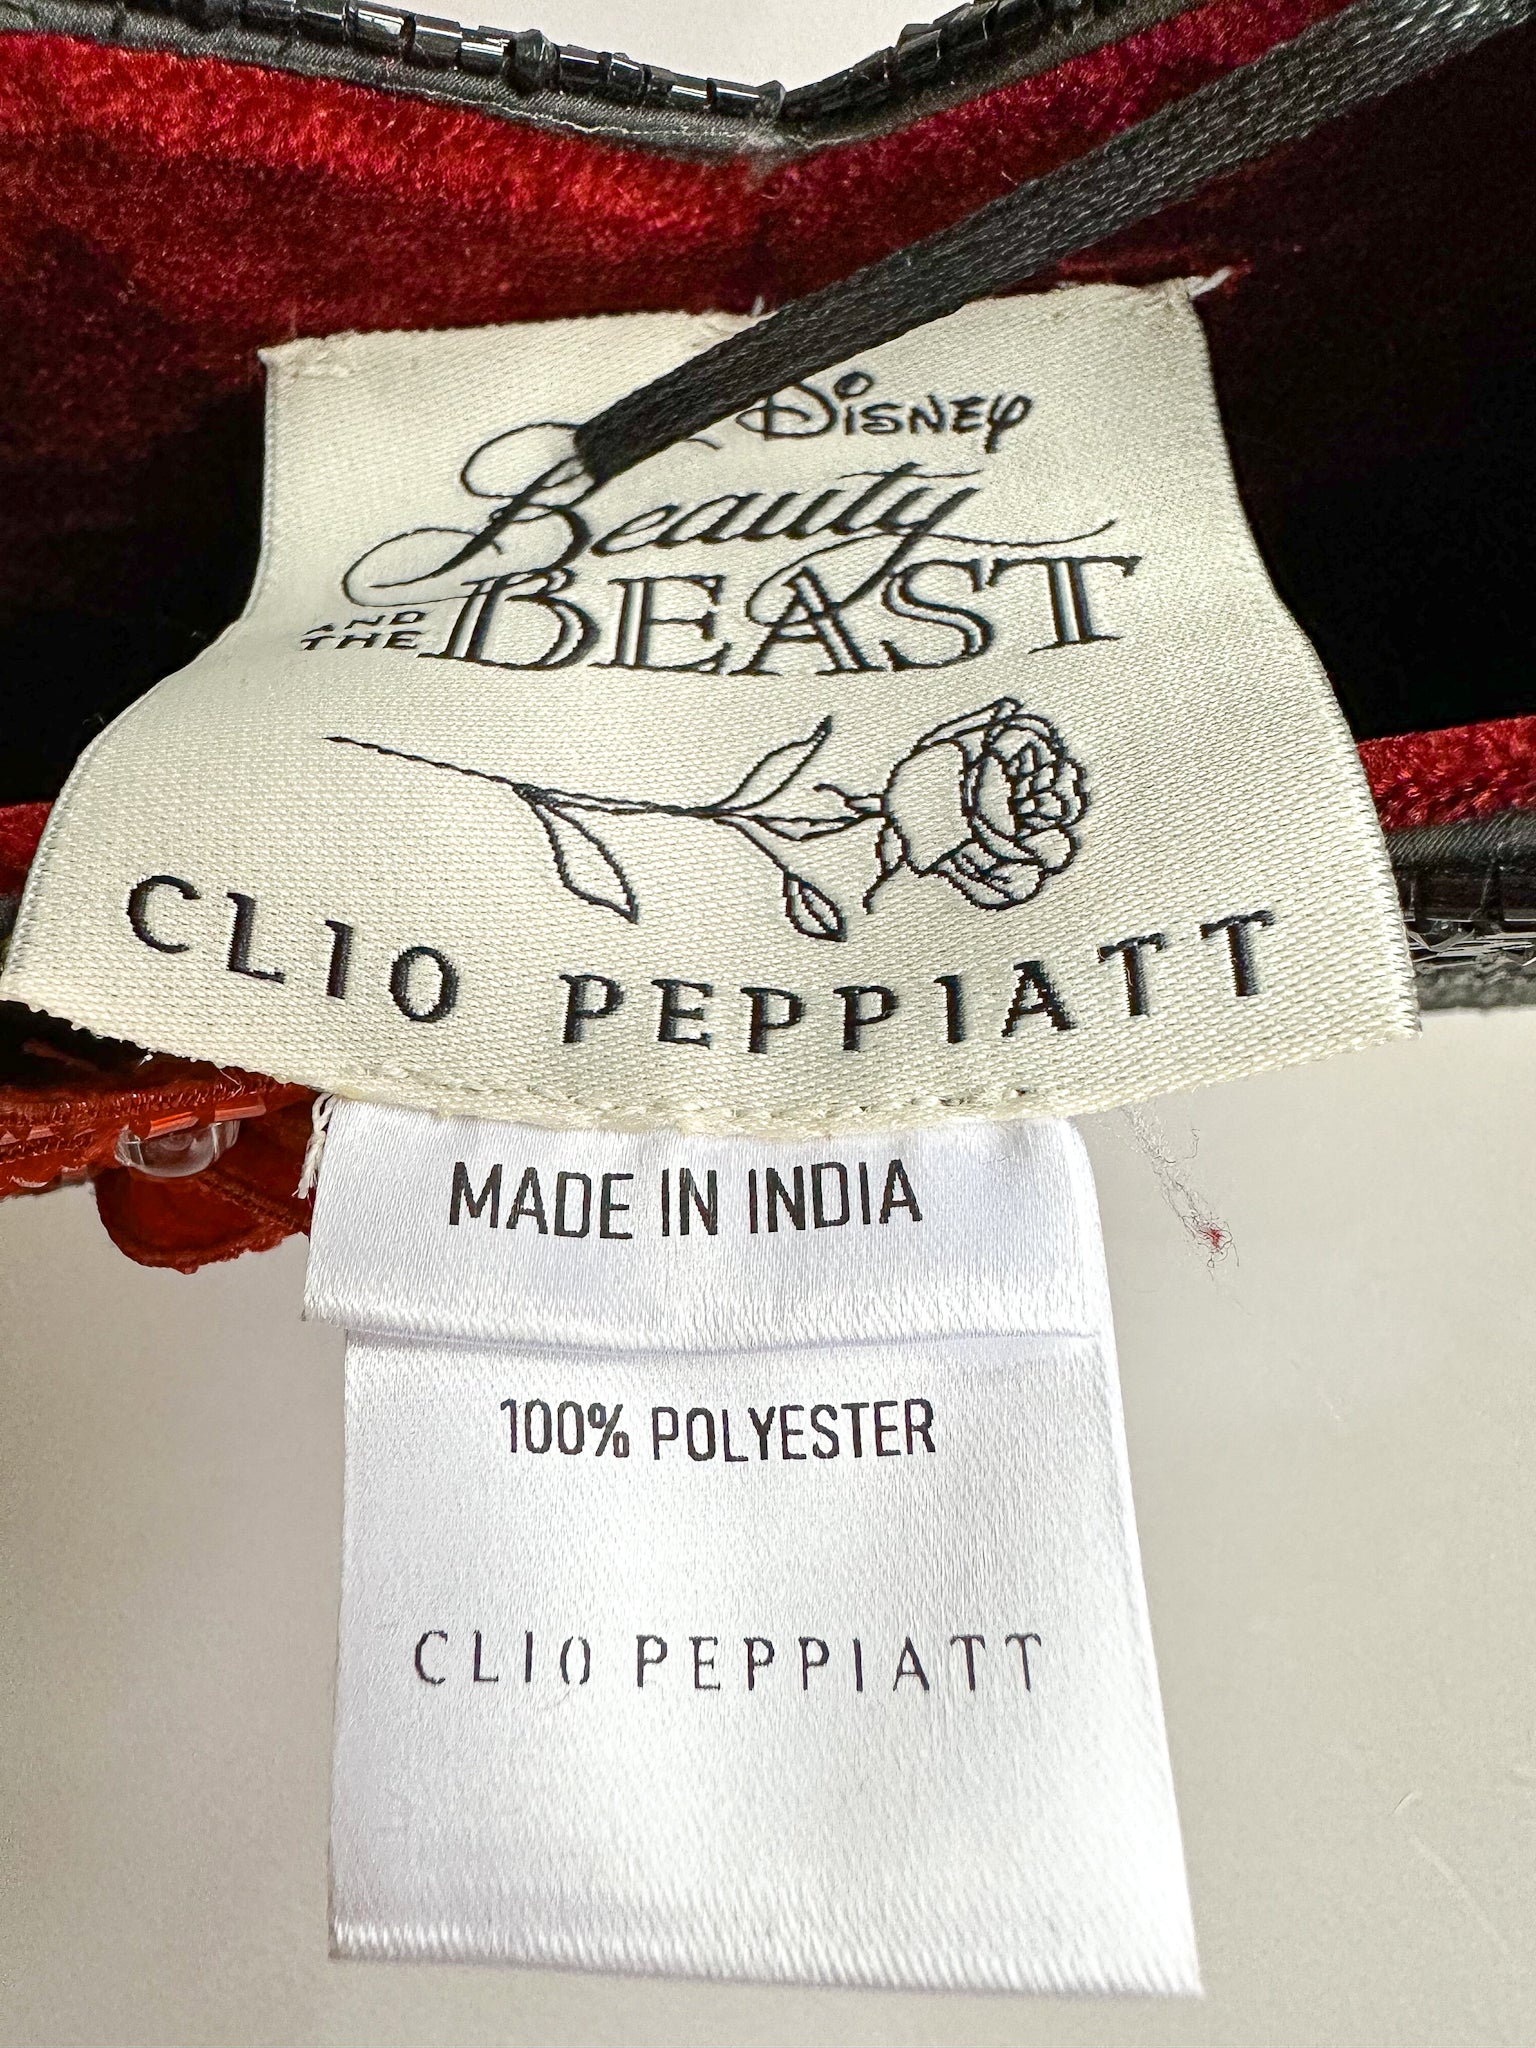 Disney
Beauty
AND THE BEAST
CLIO PEPPIATT
MADE IN INDIA
100% POLYESTER
CLIO PEPPIATT